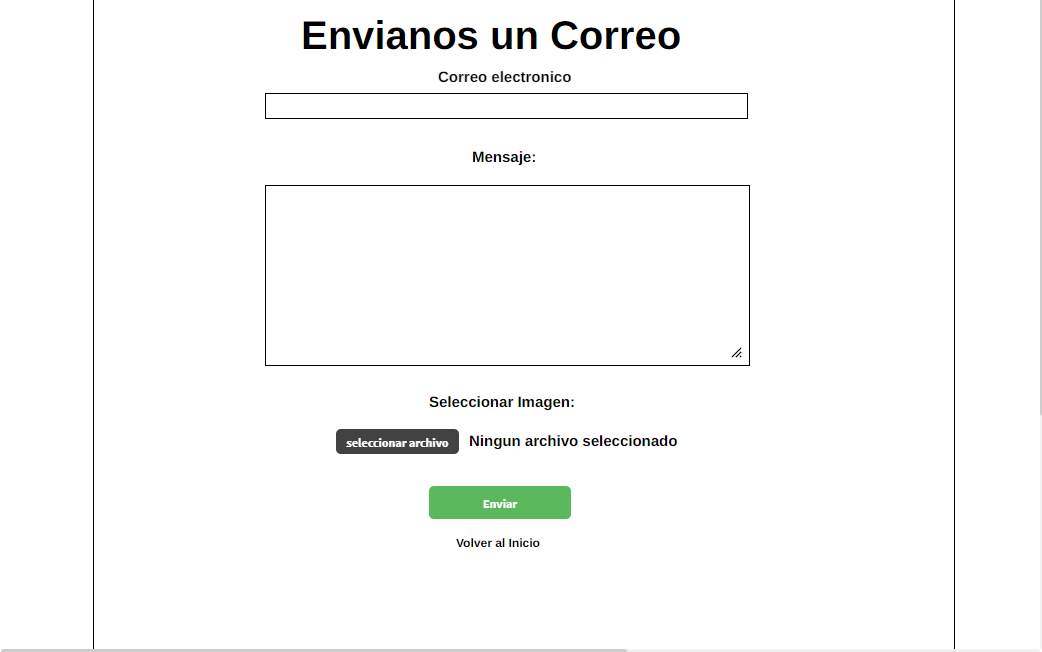 Envianos un Correo
Correo electronico
Mensaje:
Seleccionar Imagen:
seleccionar archivo Ningun archivo seleccionado
Enviar
Volver al Inicio